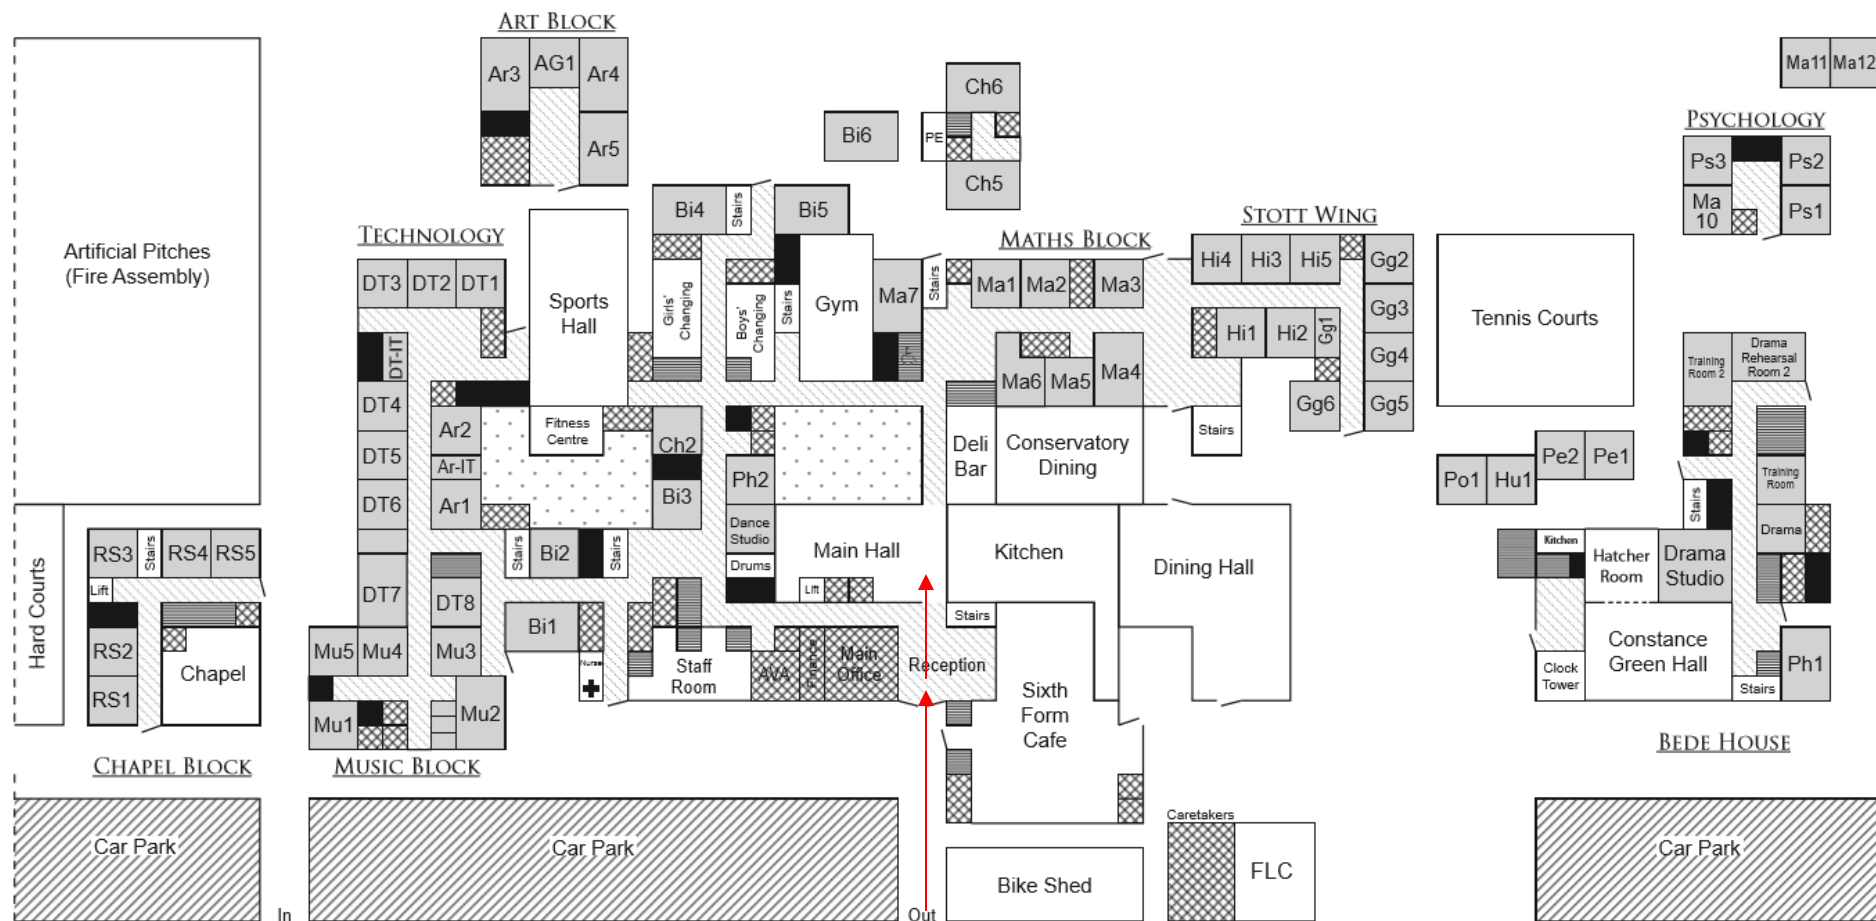 ART BLOCK
Ar3
AG1
Ar4
Ar5
Ch6
PE
Bi6
Ch5
Ma11
Ma12
PSYCHOLOGY
Ps3
Ps2
Ma
10
Ps1
Artificial Pitches
(Fire Assembly)
TECHNOLOGY
DT3
DT2
DT1
DT-IT
DT4
DT5
DT6
DT7
DT8
Ar2
Ar-IT
Ar1
Sports
Hall
Fitness
Centre
Bi4
Stairs
Bi5
Girls'
Changing
Boys'
Changing
Stairs
Gym
Ma7
Stairs
MATHS BLOCK
Ma1
Ma2
Ma3
Ma6
Ma5
Ma4
STOTT WING
Hi4
Hi3
Hi5
Gg2
Gg3
Hi1
Hi2
Gg1
Gg4
Gg6
Gg5
Stairs
Tennis Courts
Training
Room 2
Drama
Rehearsal
Room 2
Ch2
Bi3
Ph2
Dance
Studio
Drums
Deli
Bar
Conservatory
Dining
Main Hall
Lift
Kitchen
Dining Hall
Stairs
Pe2
Pe1
Po1
Hu1
Training
Room
Stairs
Drama
Kitchen
Hatcher
Room
Drama
Studio
Constance
Green Hall
Clock
Tower
Stairs
Ph1
BEDE HOUSE
Hard Courts
RS3
Stairs
RS4
RS5
Lift
RS2
RS1
Chapel
CHAPEL BLOCK
Stairs
Bi2
Stairs
Bi1
Nurse
Mu5
Mu4
Mu3
Mu1
Mu2
MUSIC BLOCK
Staff
Room
AVA
Finance
Main
Office
Reception
Sixth
Form
Cafe
Car Park
In
Car Park
Out
Bike Shed
Caretakers
FLC
Car Park